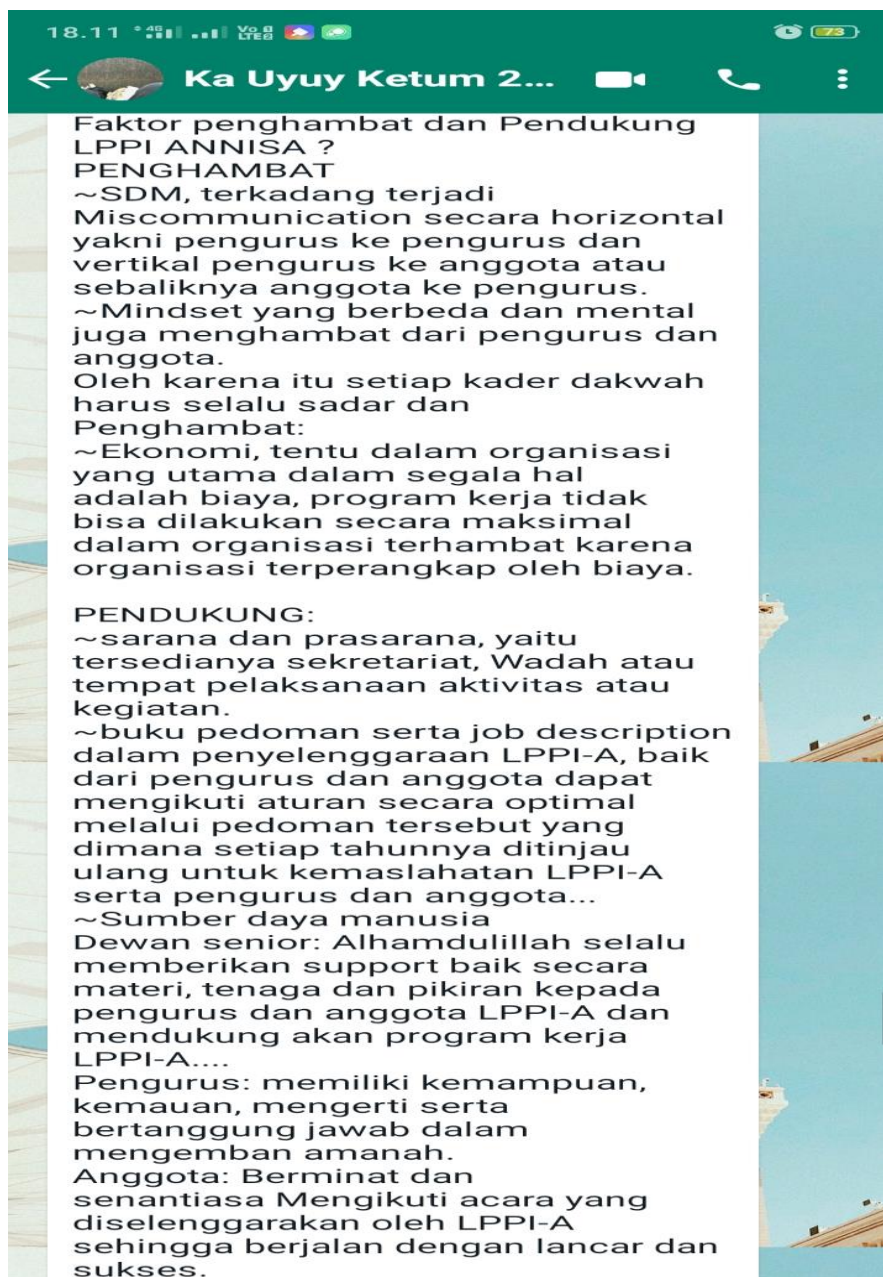 18.11
4G
Vo
LTE2
73
Ka Uyuy Ketum 2...
Faktor penghambat dan Pendukung
LPPI ANNISA ?
PENGHAMBAT
~SDM, terkadang terjadi
Miscommunication secara horizontal
yakni pengurus ke pengurus dan
vertikal pengurus ke anggota atau
sebaliknya anggota ke pengurus.
~Mindset yang berbeda dan mental
juga menghambat dari pengurus dan
anggota.
Oleh karena itu setiap kader dakwah
harus selalu sadar dan
Penghambat:
~Ekonomi, tentu dalam organisasi
yang utama dalam segala hal
adalah biaya, program kerja tidak
bisa dilakukan secara maksimal
dalam organisasi terhambat karena
organisasi terperangkap oleh biaya.
PENDUKUNG:
~sarana dan prasarana, yaitu
tersedianya sekretariat, Wadah atau
tempat pelaksanaan aktivitas atau
kegiatan.
~buku pedoman serta job description
dalam penyelenggaraan LPPI-A, baik
dari pengurus dan anggota dapat
mengikuti aturan secara optimal
melalui pedoman tersebut yang
dimana setiap tahunnya ditinjau
ulang untuk kemaslahatan LPPI-A
serta pengurus dan anggota...
~Sumber daya manusia
Dewan senior: Alhamdulillah selalu
memberikan support baik secara
materi, tenaga dan pikiran kepada
pengurus dan anggota LPPI-A dan
mendukung akan program kerja
LPPI-A....
Pengurus: memiliki kemampuan,
kemauan, mengerti serta
bertanggung jawab dalam
mengemban amanah.
Anggota: Berminat dan
senantiasa Mengikuti acara yang
diselenggarakan oleh LPPI-A
sehingga berjalan dengan lancar dan
sukses.